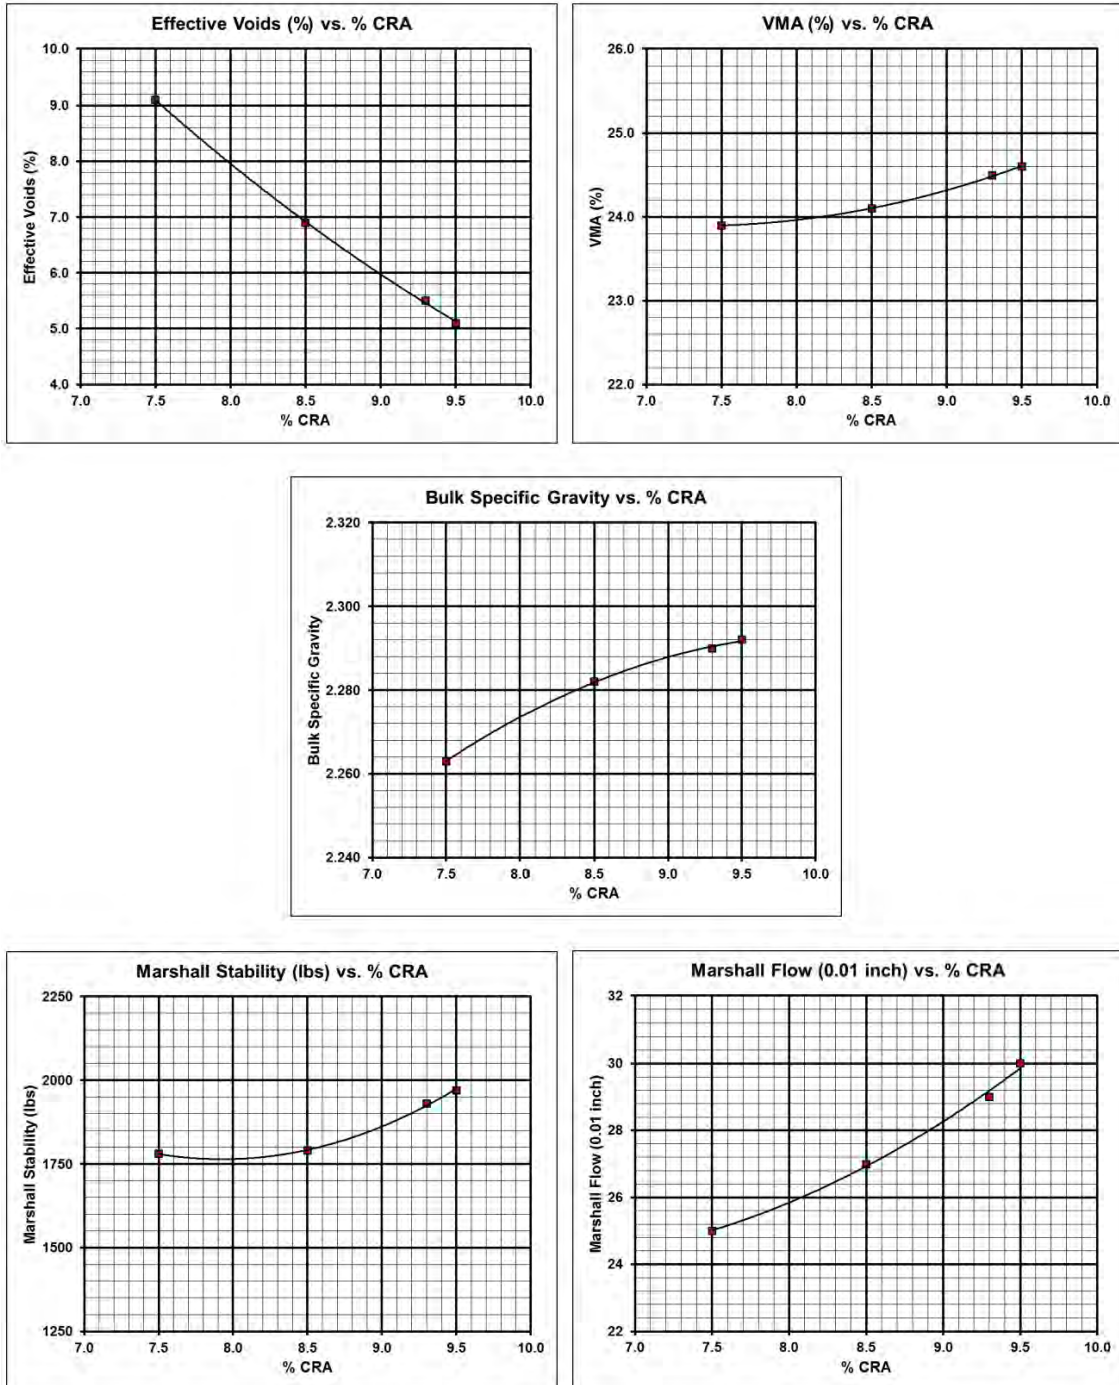 Effective Voids (%) vs. % CRA
10.0
9.0
8.0
7.0
6.0
5.0
4.0
Effective Voids (%)
7.0 7.5 8.0 8.5 9.0 9.5 10.0
% CRA
VMA (%) vs. % CRA
26.0
25.0
24.0
23.0
22.0
VMA (%)
7.0 7.5 8.0 8.5 9.0 9.5 10.0
% CRA
Bulk Specific Gravity vs. % CRA
2.320
2.300
2.280
2.260
2.240
Bulk Specific Gravity
7.0 7.5 8.0 8.5 9.0 9.5 10.0
% CRA
Marshall Stability (lbs) vs. % CRA
2250
2000
1750
1500
1250
Marshall Stability (lbs)
7.0 7.5 8.0 8.5 9.0 9.5 10.0
% CRA
Marshall Flow (0.01 inch) vs. % CRA
32
30
28
26
24
22
Marshall Flow (0.01 inch)
7.0 7.5 8.0 8.5 9.0 9.5 10.0
% CRA